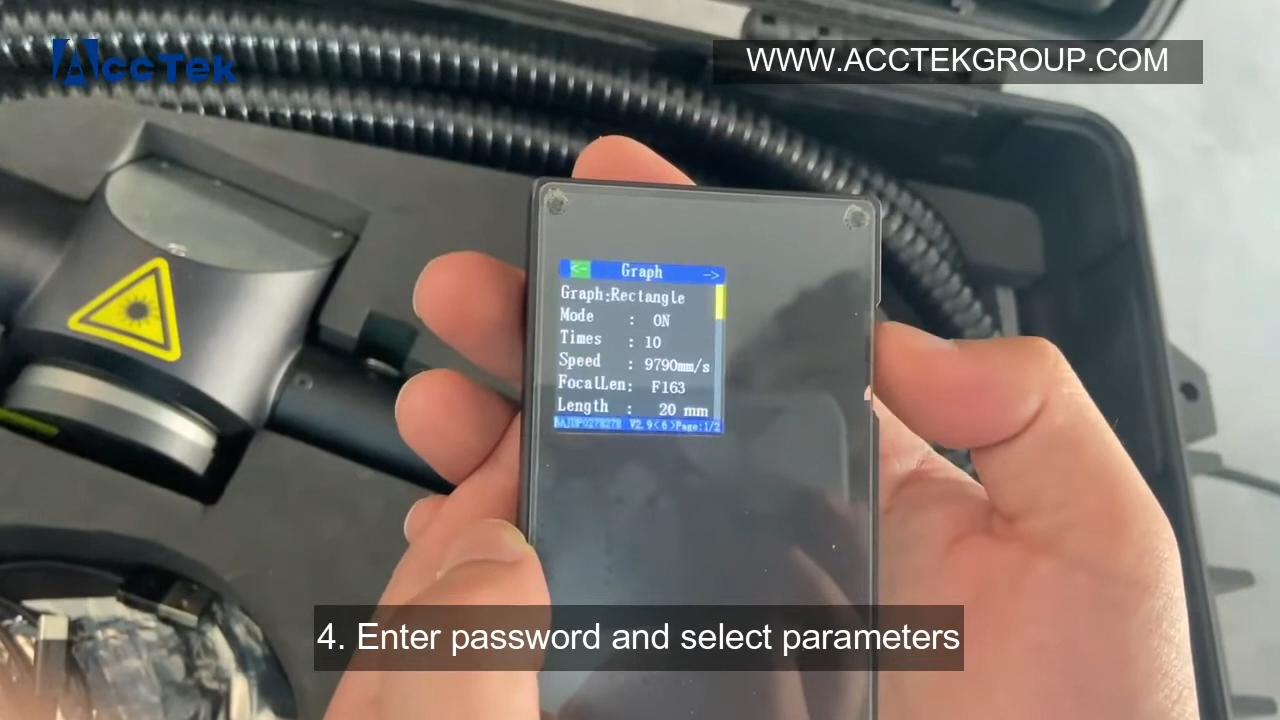 AccTek
WWW.ACCTEKGROUP.COM
<- Graph ->
Graph:Rectangle
Mode : ON
Times : 10
Speed : 9790mm/s
FocalLen: F163
Length : 20 mm
V2.9<6>Page:1/2
4. Enter password and select parameters